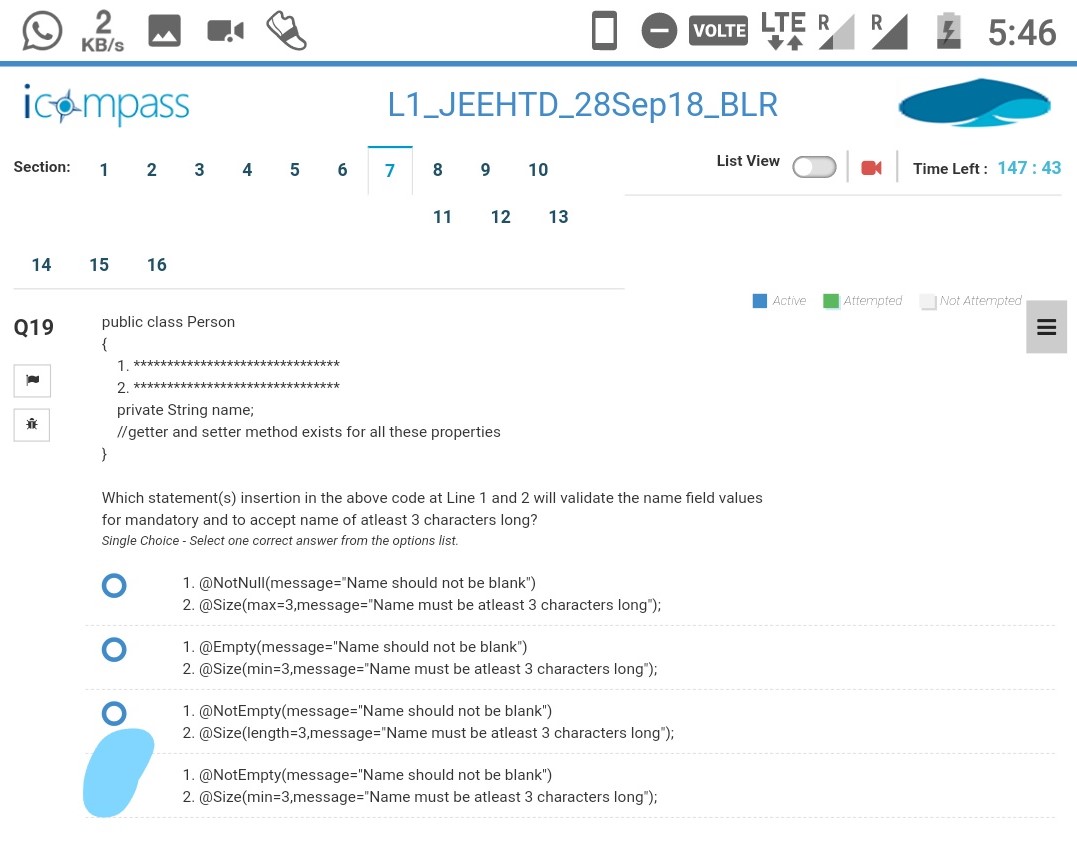 2
KB/s
VOLTE
LTE
R
R
5:46
icompass
L1_JEEHTD_28Sep18_BLR
Section: 1 2 3 4 5 6 7 8 9 10
11 12 13
14 15 16
List View
Time Left : 147 : 43
Active Attempted Not Attempted
Q19
public class Person
{
1. *******************************
2. *******************************
private String name;
//getter and setter method exists for all these properties
}
Which statement(s) insertion in the above code at Line 1 and 2 will validate the name field values
for mandatory and to accept name of atleast 3 characters long?
Single Choice - Select one correct answer from the options list.
1. @NotNull(message="Name should not be blank")
2. @Size(max=3,message="Name must be atleast 3 characters long");
1. @Empty(message="Name should not be blank")
2. @Size(min=3,message="Name must be atleast 3 characters long");
1. @NotEmpty(message="Name should not be blank")
2. @Size(length=3,message="Name must be atleast 3 characters long");
1. @NotEmpty(message="Name should not be blank")
2. @Size(min=3,message="Name must be atleast 3 characters long");